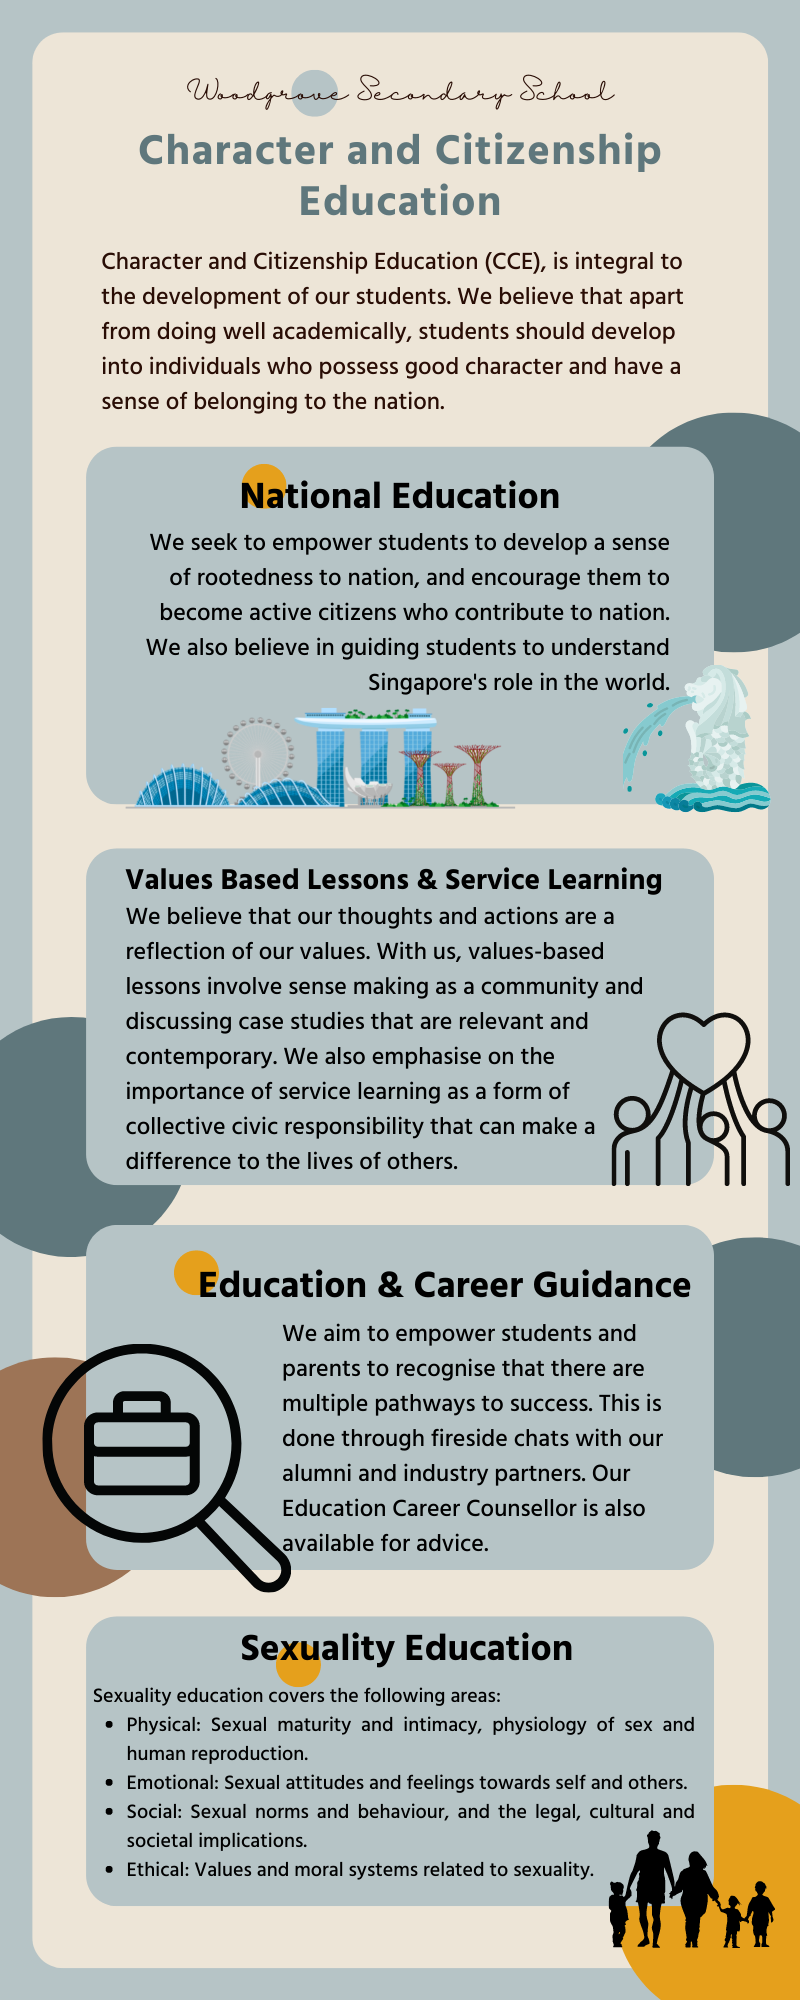 Woodgrove Secondary School
Character and Citizenship
Education
Character and Citizenship Education (CCE), is integral to
the development of our students. We believe that apart
from doing well academically, students should develop
into individuals who possess good character and have a
sense of belonging to the nation.
National Education
We seek to empower students to develop a sense
of rootedness to nation, and encourage them to
become active citizens who contribute to nation.
We also believe in guiding students to understand
Singapore's role in the world.
Values Based Lessons & Service Learning
We believe that our thoughts and actions are a
reflection of our values. With us, values-based
lessons involve sense making as a community and
discussing case studies that are relevant and
contemporary. We also emphasise on the
importance of service learning as a form of
collective civic responsibility that can make a
difference to the lives of others.
Education & Career Guidance
We aim to empower students and
parents to recognise that there are
multiple pathways to success. This is
done through fireside chats with our
alumni and industry partners. Our
Education Career Counsellor is also
available for advice.
Sexuality Education
Sexuality education covers the following areas:
• Physical: Sexual maturity and intimacy, physiology of sex and
human reproduction.
• Emotional: Sexual attitudes and feelings towards self and others.
• Social: Sexual norms and behaviour, and the legal, cultural and
societal implications.
• Ethical: Values and moral systems related to sexuality.